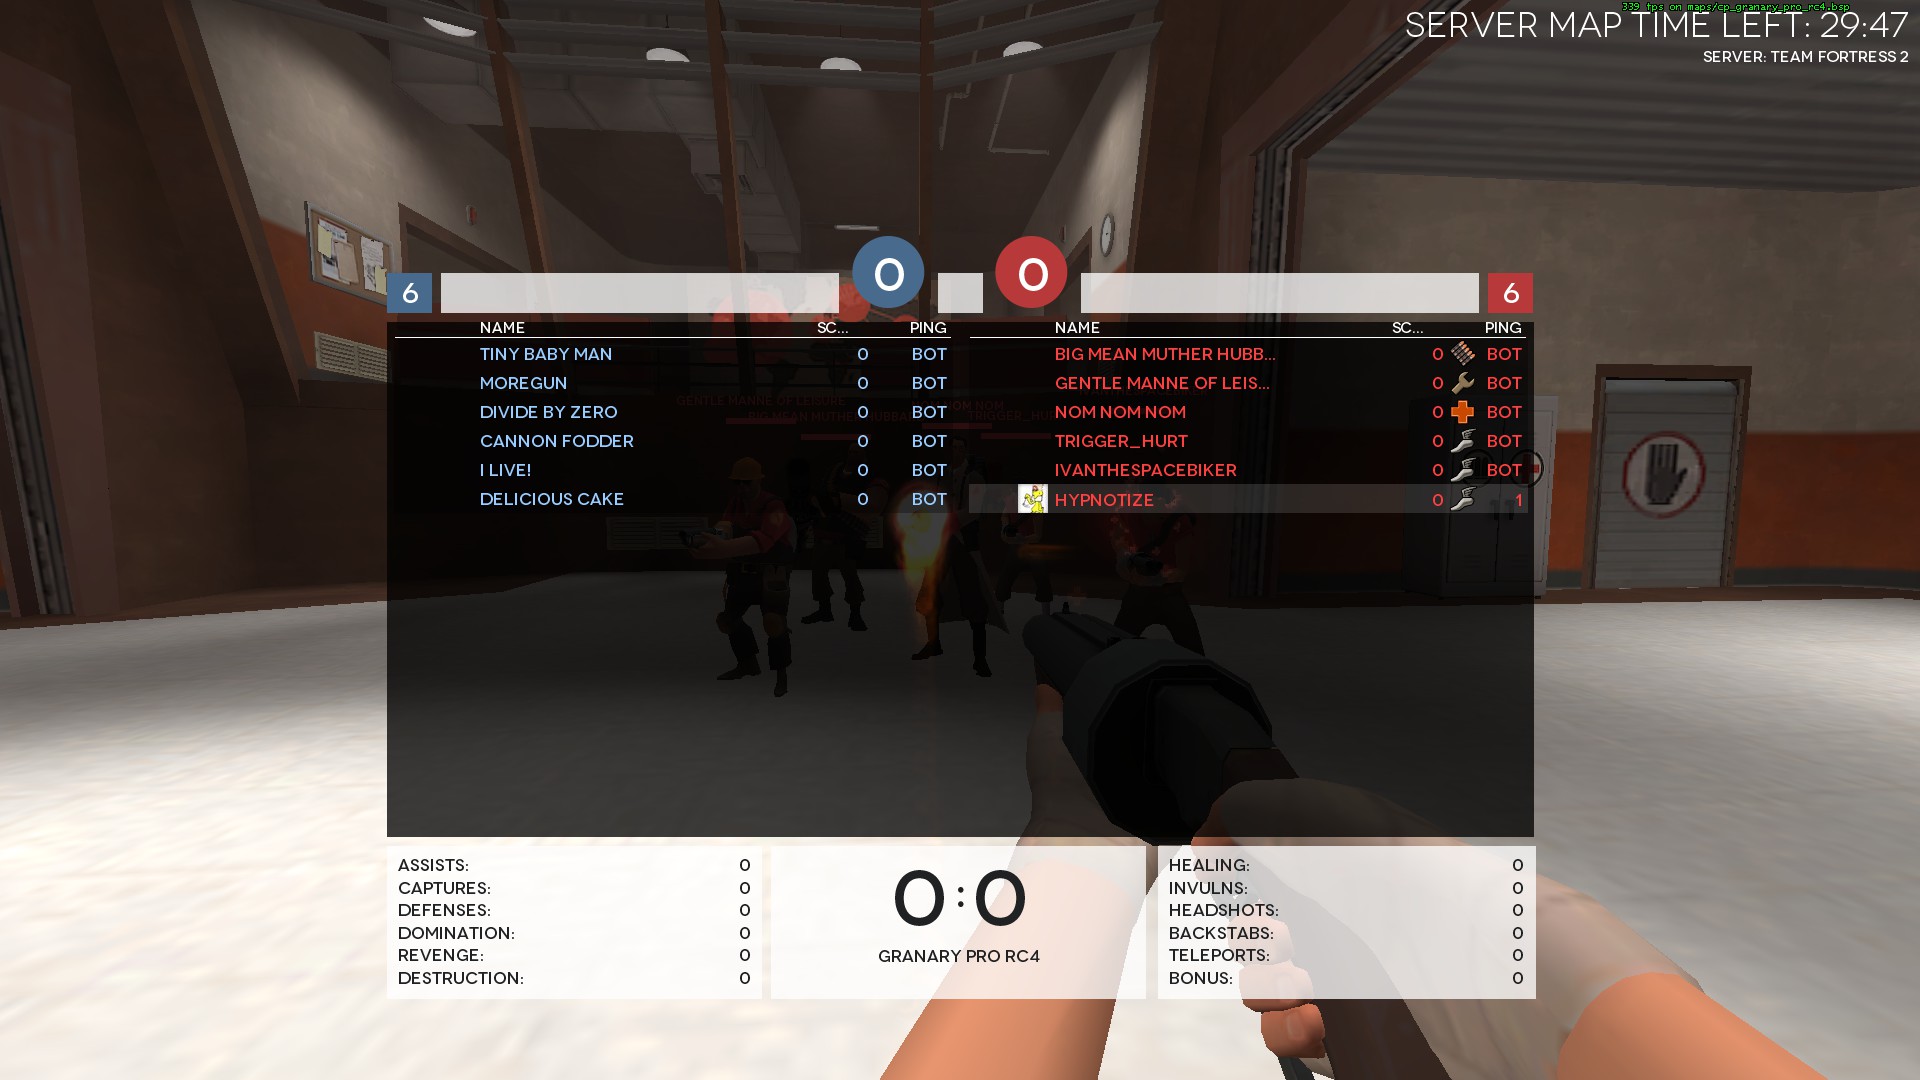 339 fps on maps/cp_granary_pro_rc4.bsp
SERVER MAP TIME LEFT: 29:47
SERVER: TEAM FORTRESS 2
6 0 0 6
NAME SC... PING
TINY BABY MAN 0 BOT
MOREGUN 0 BOT
DIVIDE BY ZERO 0 BOT
CANNON FODDER 0 BOT
I LIVE! 0 BOT
DELICIOUS CAKE 0 BOT
NAME SC... PING
BIG MEAN MUTHER HUBB... 0 BOT
GENTLE MANNE OF LEIS... 0 BOT
NOM NOM NOM 0 BOT
TRIGGER_HURT 0 BOT
IVANTHESPACEBIKER 0 BOT
HYPNOTIZE 0 1
GENTLE MANNE OF LEISURE
ASSISTS: 0
CAPTURES: 0
DEFENSES: 0
DOMINATION: 0
REVENGE: 0
DESTRUCTION: 0
0:0
GRANARY PRO RC4
HEALING: 0
INVULNS: 0
HEADSHOTS: 0
BACKSTABS: 0
TELEPORTS: 0
BONUS: 0